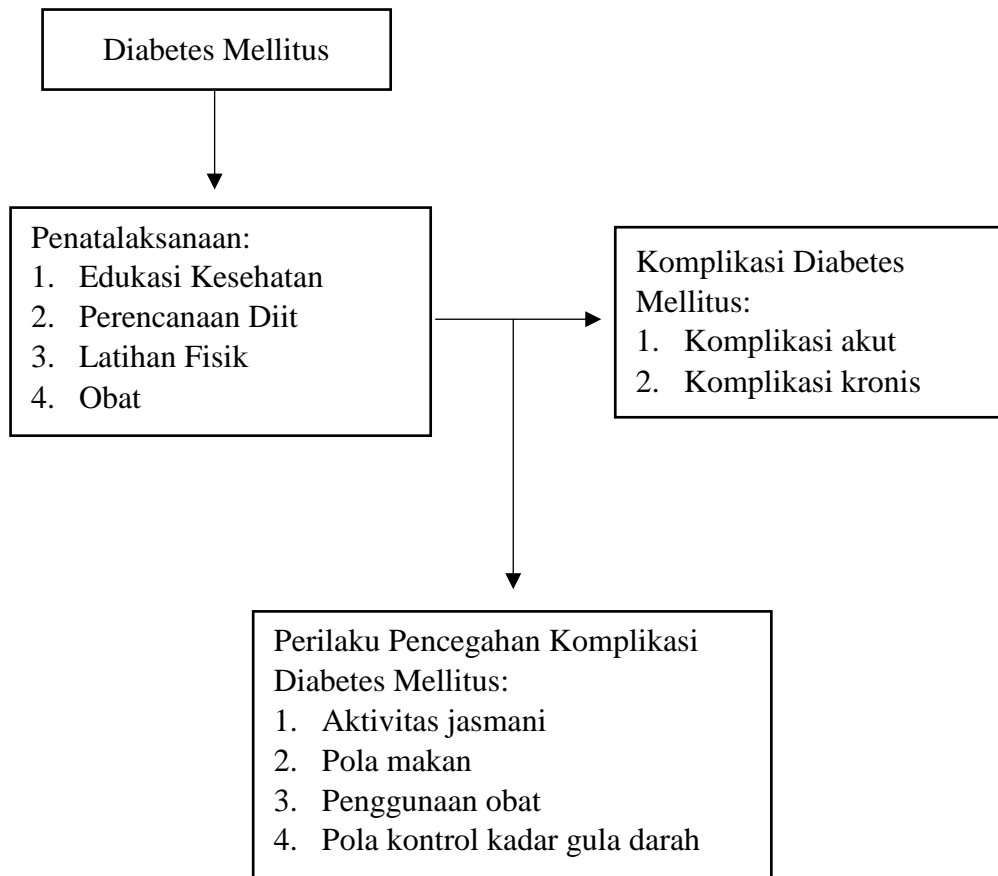 Diabetes Mellitus
Penatalaksanaan:
1. Edukasi Kesehatan
2. Perencanaan Diit
3. Latihan Fisik
4. Obat
Komplikasi Diabetes
Mellitus:
1. Komplikasi akut
2. Komplikasi kronis
Perilaku Pencegahan Komplikasi
Diabetes Mellitus:
1. Aktivitas jasmani
2. Pola makan
3. Penggunaan obat
4. Pola kontrol kadar gula darah